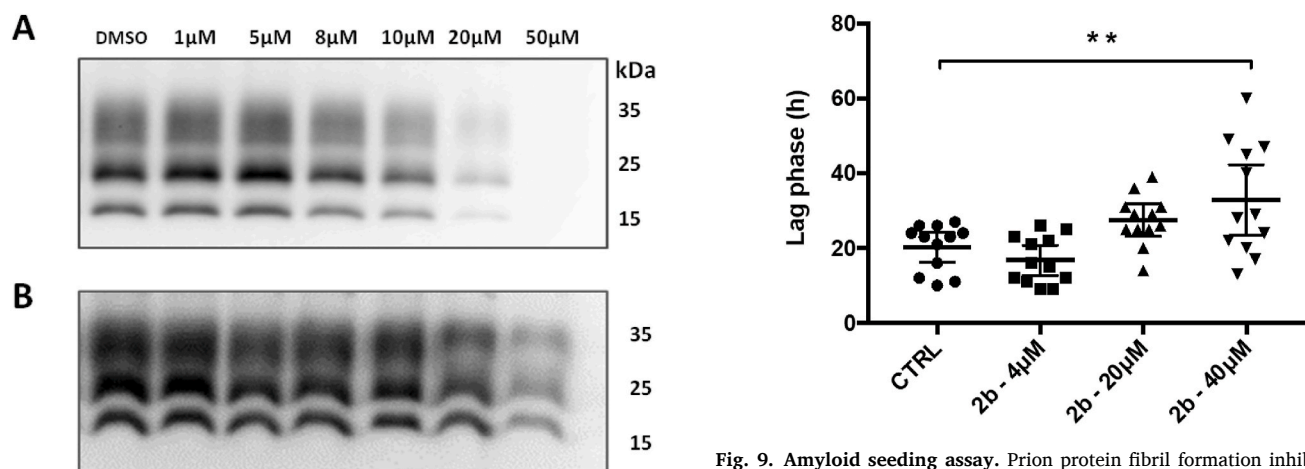 A
DMSO 1μM 5μM 8μM 10μM 20μM 50μM
kDa
35
25
15
B
35
25
15
80
60
40
20
0
Lag phase (h)
**
CTRL
2b - 4μM
2b - 20μM
2b - 40μM
Fig. 9. Amyloid seeding assay. Prion protein fibril formation inhil